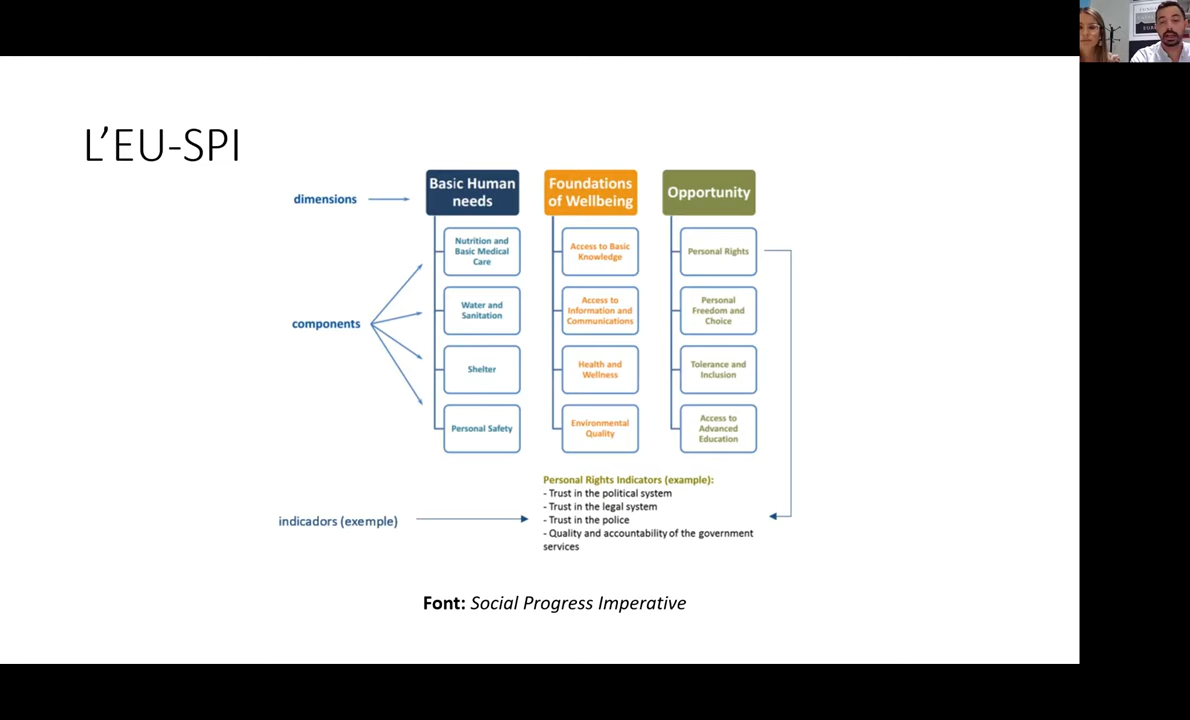 L’EU-SPI
dimensions
Basic Human
needs
Foundations
of Wellbeing
Opportunity
Nutrition and
Basic Medical
Care
Access to Basic
Knowledge
Personal Rights
components
Water and
Sanitation
Access to
Information and
Communications
Personal
Freedom and
Choice
Shelter
Health and
Wellness
Tolerance and
Inclusion
Personal Safety
Environmental
Quality
Access to
Advanced
Education
indicadors (exemple)
Personal Rights Indicators (example):
- Trust in the political system
- Trust in the legal system
- Trust in the police
- Quality and accountability of the government
services
Font: Social Progress Imperative